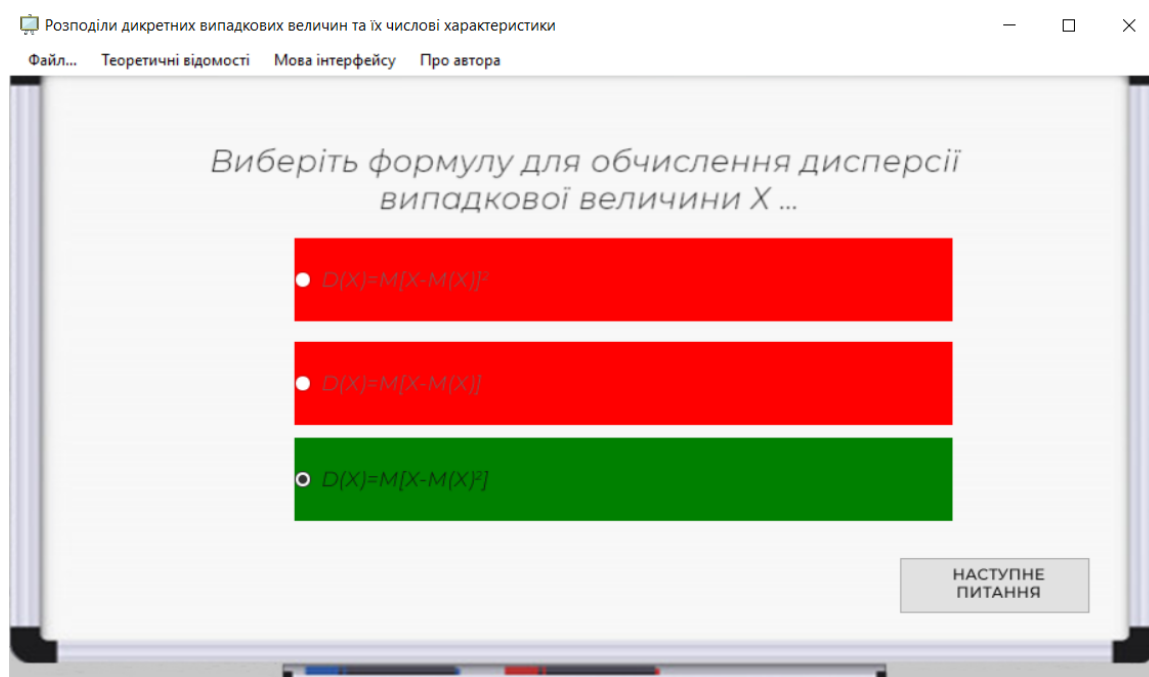 Розподіли дикретних випадкових величин та їх числові характеристики
Файл... Теоретичні відомості Мова інтерфейсу Про автора
Виберіть формулу для обчислення дисперсії
випадкової величини X ...
D(X)=M[X-M(X)]²
D(X)=M[X-M(X)]
D(X)=M[X-M(X)²]
НАСТУПНЕ
ПИТАННЯ